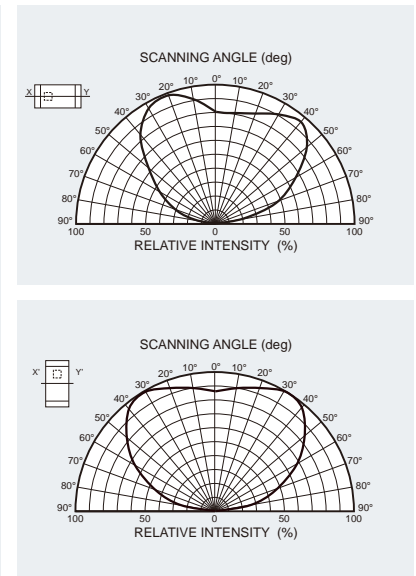 SCANNING ANGLE (deg)
X Y
0°
10° 10°
20° 20°
30° 30°
40° 40°
50° 50°
60° 60°
70° 70°
80° 80°
90° 90°
100 50 0 50 100
RELATIVE INTENSITY (%)
SCANNING ANGLE (deg)
X' Y'
0°
10° 10°
20° 20°
30° 30°
40° 40°
50° 50°
60° 60°
70° 70°
80° 80°
90° 90°
100 50 0 50 100
RELATIVE INTENSITY (%)